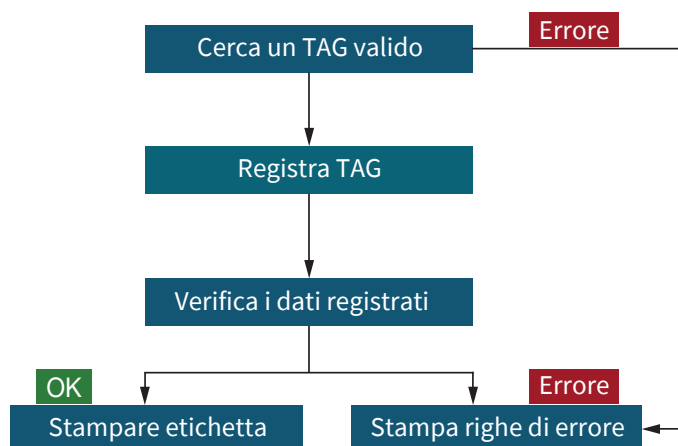 Errore
Cerca un TAG valido
Registra TAG
Verifica i dati registrati
OK
Errore
Stampare etichetta
Stampa righe di errore